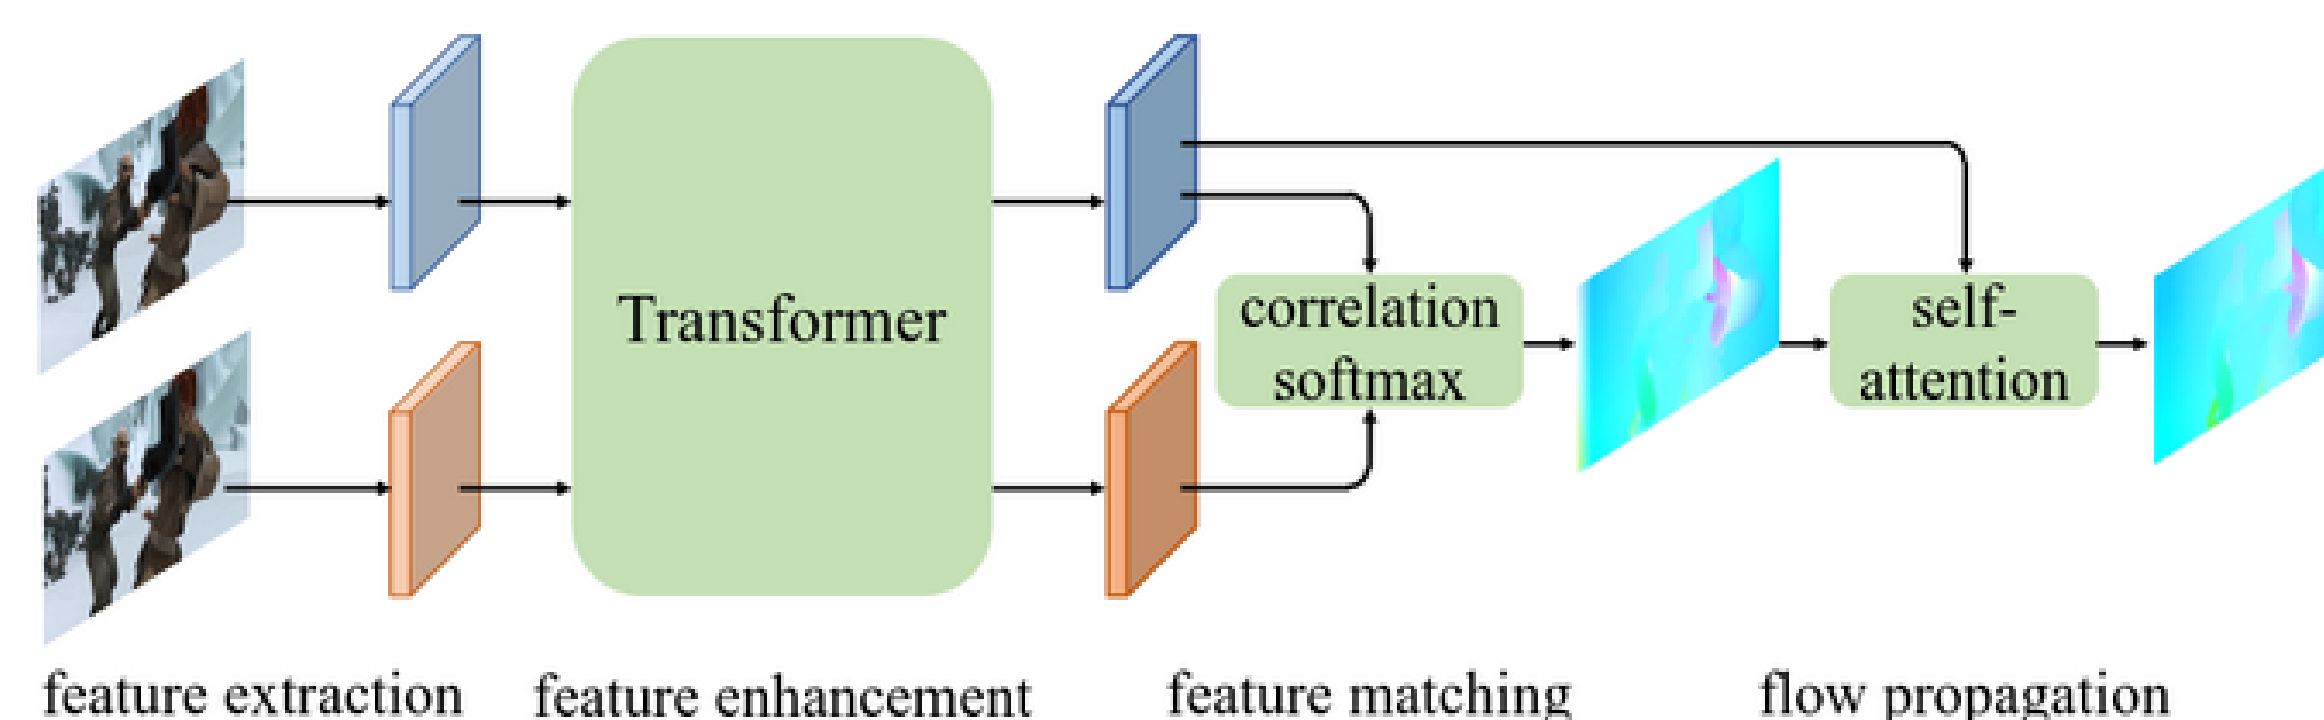 Transformer
correlation
softmax
self-
attention
feature extraction
feature enhancement
feature matching
flow propagation